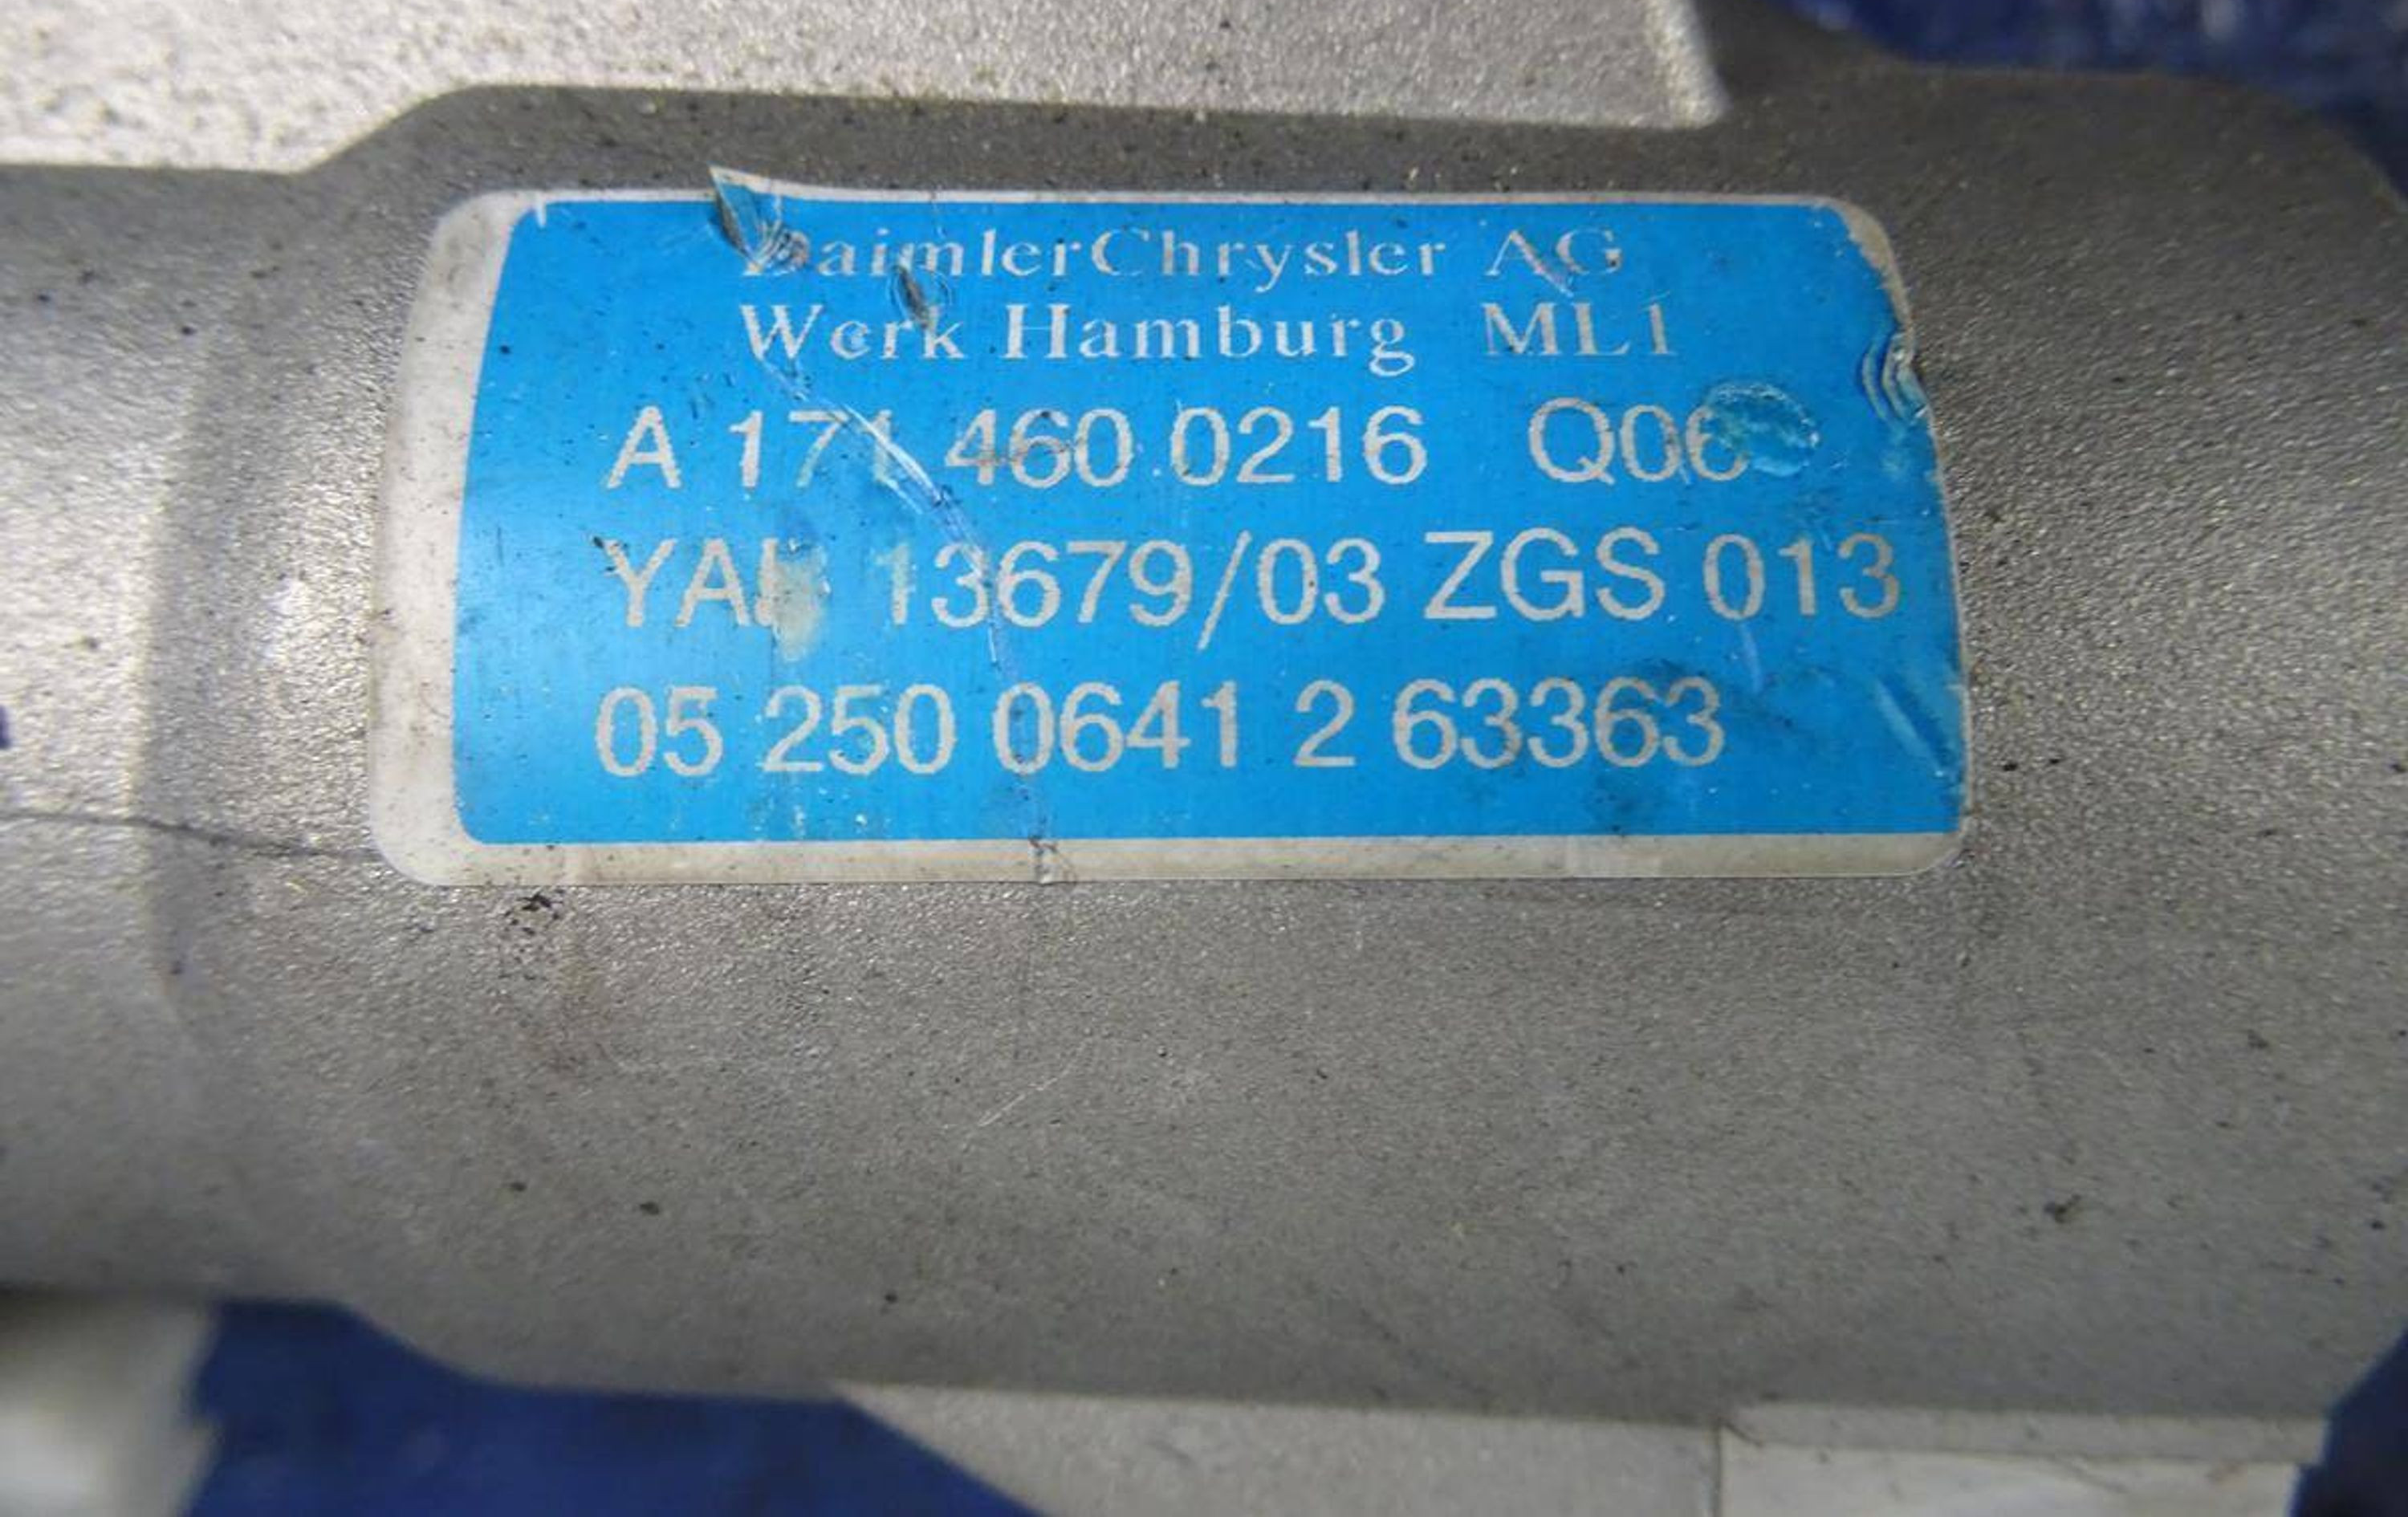 DaimlerChrysler AG
Werk Hamburg ML1
A 171 460 0216 Q06
13679/03 ZGS 013
05 250 0641 2 63363